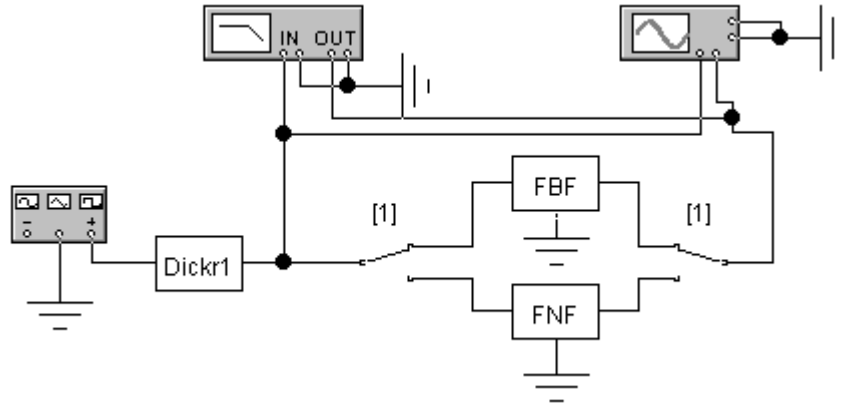 IN OUT
[1]
FBF
[1]
- +
Dickr1
FNF